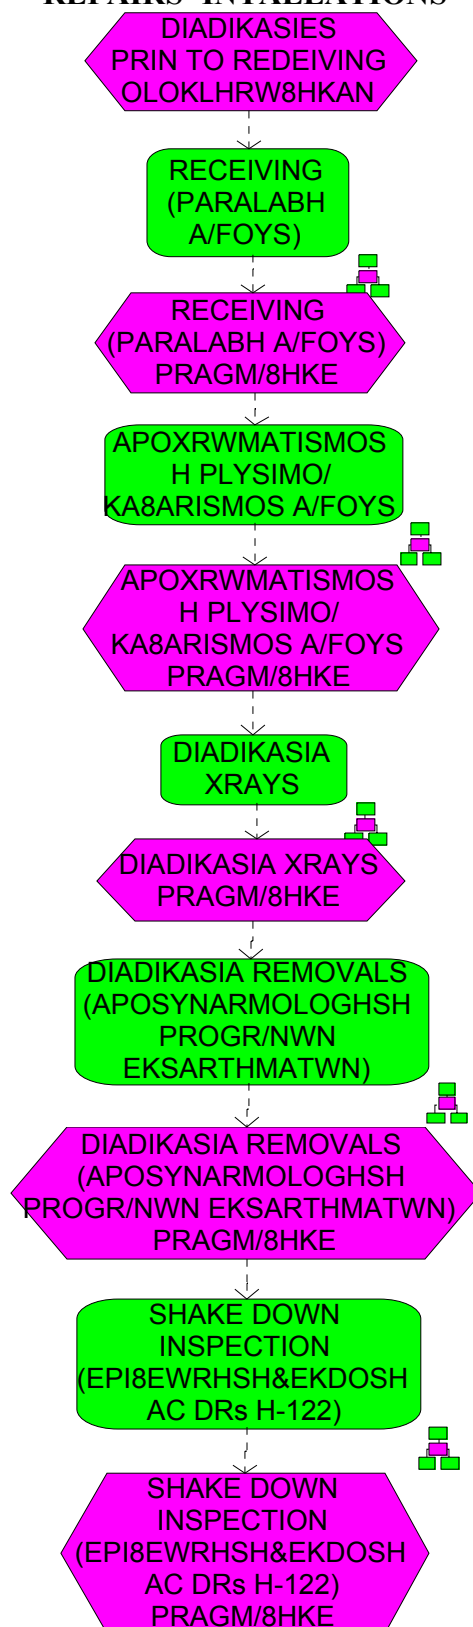 REPAIRS- INTALLATIONS
DIADIKASIES
PRIN TO REDEIVING
OLOKLHRW8HKAN
RECEIVING
(PARALABH
A/FOYS)
RECEIVING
(PARALABH A/FOYS)
PRAGM/8HKE
APOXRWMATISMOS
H PLYSIMO/
KA8ARISMOS A/FOYS
APOXRWMATISMOS
H PLYSIMO/
KA8ARISMOS A/FOYS
PRAGM/8HKE
DIADIKASIA
XRAYS
DIADIKASIA XRAYS
PRAGM/8HKE
DIADIKASIA REMOVALS
(APOSYNARMOLOGHSH
PROGR/NWN
EKSARTHMATWN)
DIADIKASIA REMOVALS
(APOSYNARMOLOGHSH
PROGR/NWN EKSARTHMATWN)
PRAGM/8HKE
SHAKE DOWN
INSPECTION
(EPI8EWRHSH&EKDOSH
AC DRs H-122)
SHAKE DOWN
INSPECTION
(EPI8EWRHSH&EKDOSH
AC DRs H-122)
PRAGM/8HKE